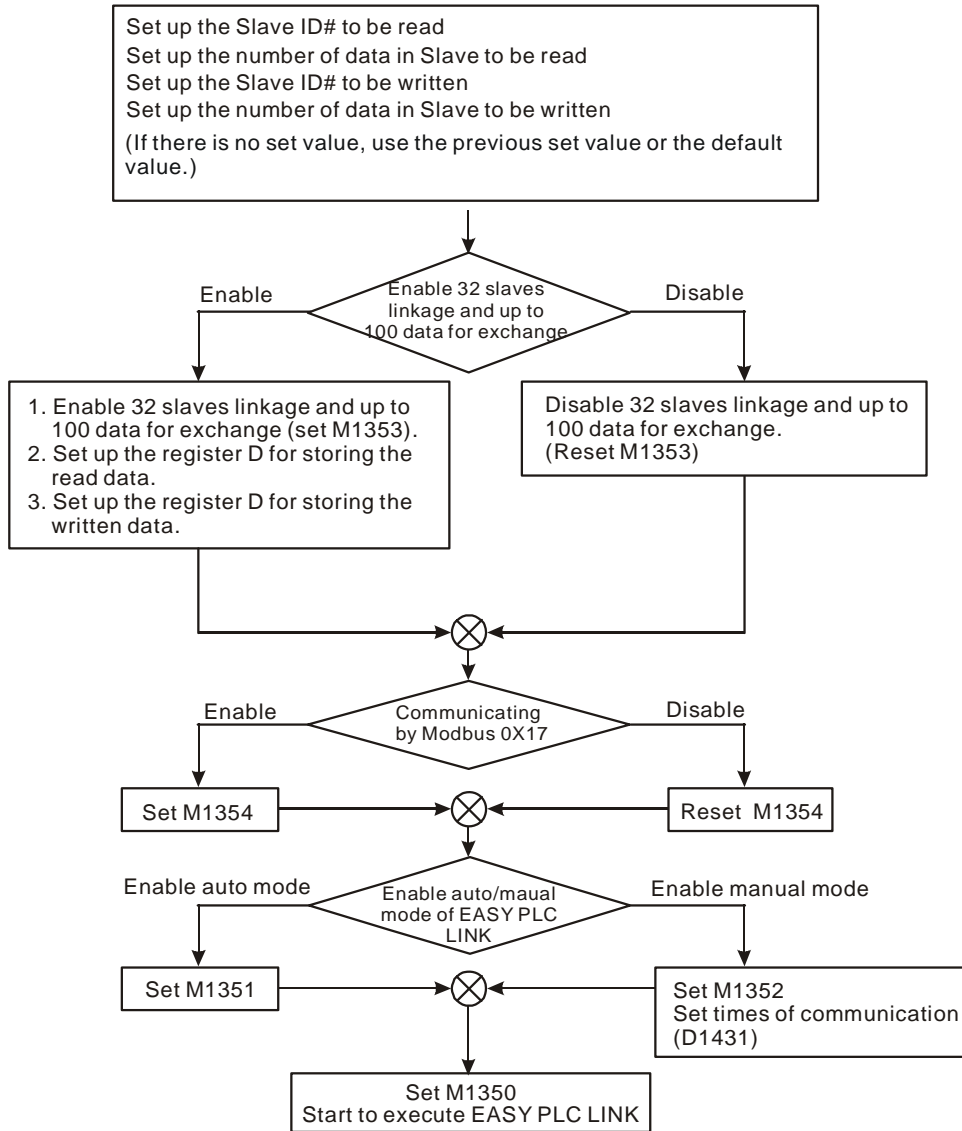 Set up the Slave ID# to be read
Set up the number of data in Slave to be read
Set up the Slave ID# to be written
Set up the number of data in Slave to be written
(If there is no set value, use the previous set value or the default
value.)
Enable 32 slaves
linkage and up to
100 data for exchange
Enable
Disable
1. Enable 32 slaves linkage and up to
100 data for exchange (set M1353).
2. Set up the register D for storing the
read data.
3. Set up the register D for storing the
written data.
Disable 32 slaves linkage and up to
100 data for exchange.
(Reset M1353)
Enable
Communicating
by Modbus 0X17
Disable
Set M1354
Reset M1354
Enable auto mode
Enable auto/maual
mode of EASY PLC
LINK
Enable manual mode
Set M1351
Set M1352
Set times of communication
(D1431)
Set M1350
Start to execute EASY PLC LINK